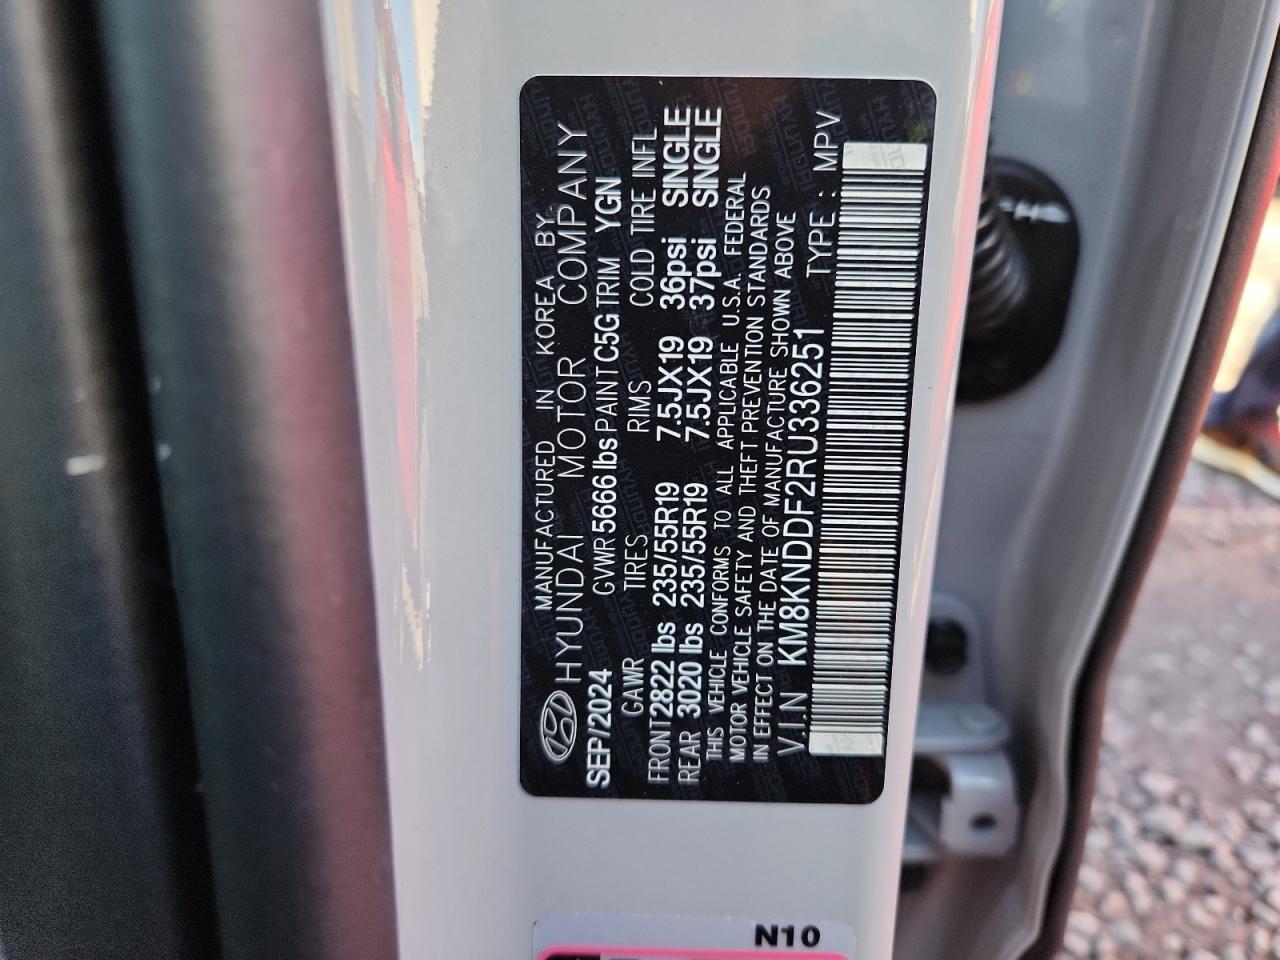 MANUFACTURED IN KOREA BY
HYUNDAI MOTOR COMPANY
SEP/2024 GVWR 5666 lbs PAINT C5G TRIM YGN
GAWR TIRES RIMS COLD TIRE INFL
FRONT 2822 lbs 235/55R19 7.5JX19 36psi SINGLE
REAR 3020 lbs 235/55R19 7.5JX19 37psi SINGLE
THIS VEHICLE CONFORMS TO ALL APPLICABLE U.S.A. FEDERAL
MOTOR VEHICLE SAFETY AND THEFT PREVENTION STANDARDS
IN EFFECT ON THE DATE OF MANUFACTURE SHOWN ABOVE
V.I.N KM8KNDDF2RU336251 TYPE : MPV
N10